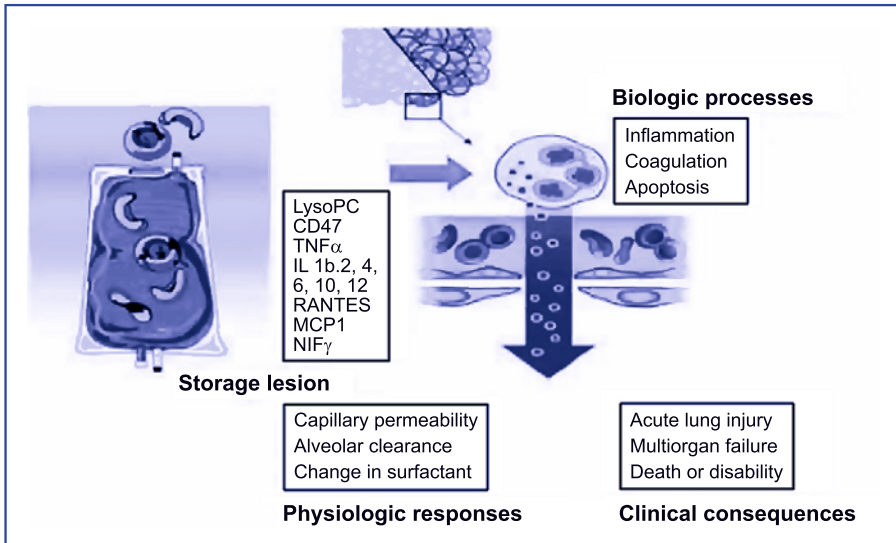 Biologic processes
Inflammation
Coagulation
Apoptosis
LysoPC
CD47
TNFα
IL 1b.2, 4,
6, 10, 12
RANTES
MCP1
NIFγ
Storage lesion
Capillary permeability
Alveolar clearance
Change in surfactant
Physiologic responses
Acute lung injury
Multiorgan failure
Death or disability
Clinical consequences